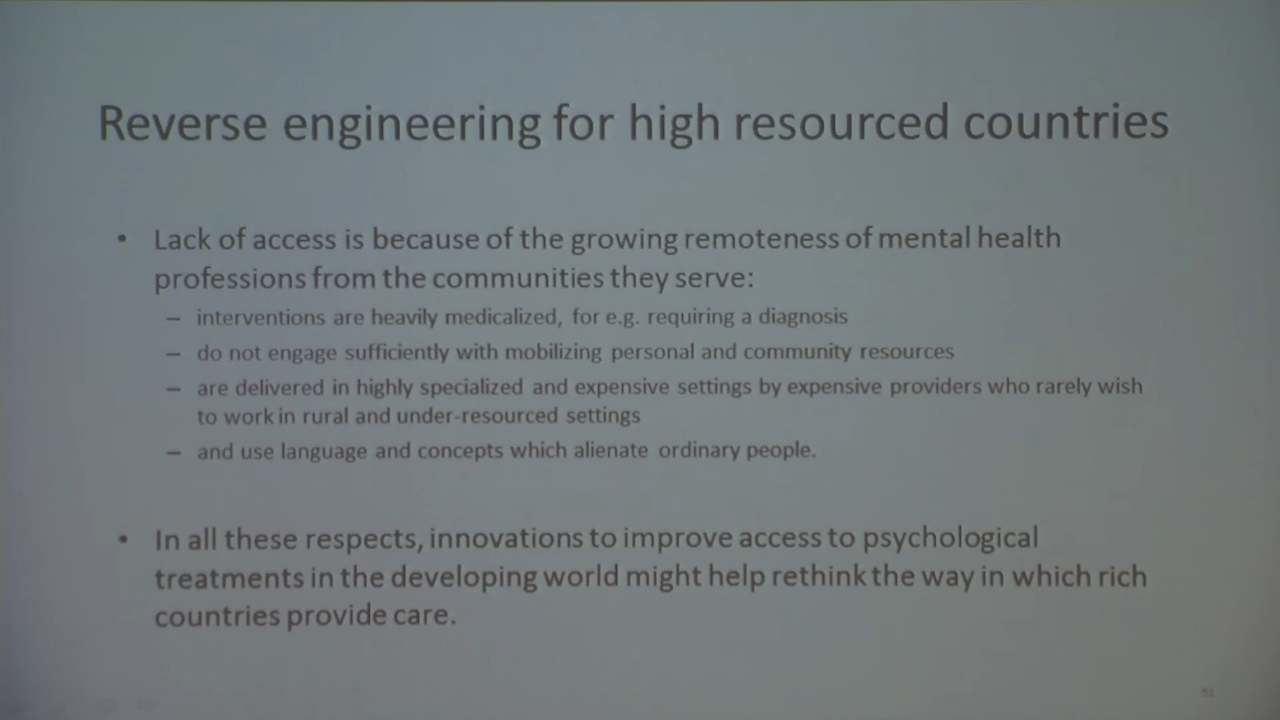 Reverse engineering for high resourced countries
• Lack of access is because of the growing remoteness of mental health
professions from the communities they serve:
– interventions are heavily medicalized, for e.g. requiring a diagnosis
– do not engage sufficiently with mobilizing personal and community resources
– are delivered in highly specialized and expensive settings by expensive providers who rarely wish
to work in rural and under-resourced settings
– and use language and concepts which alienate ordinary people.
• In all these respects, innovations to improve access to psychological
treatments in the developing world might help rethink the way in which rich
countries provide care.